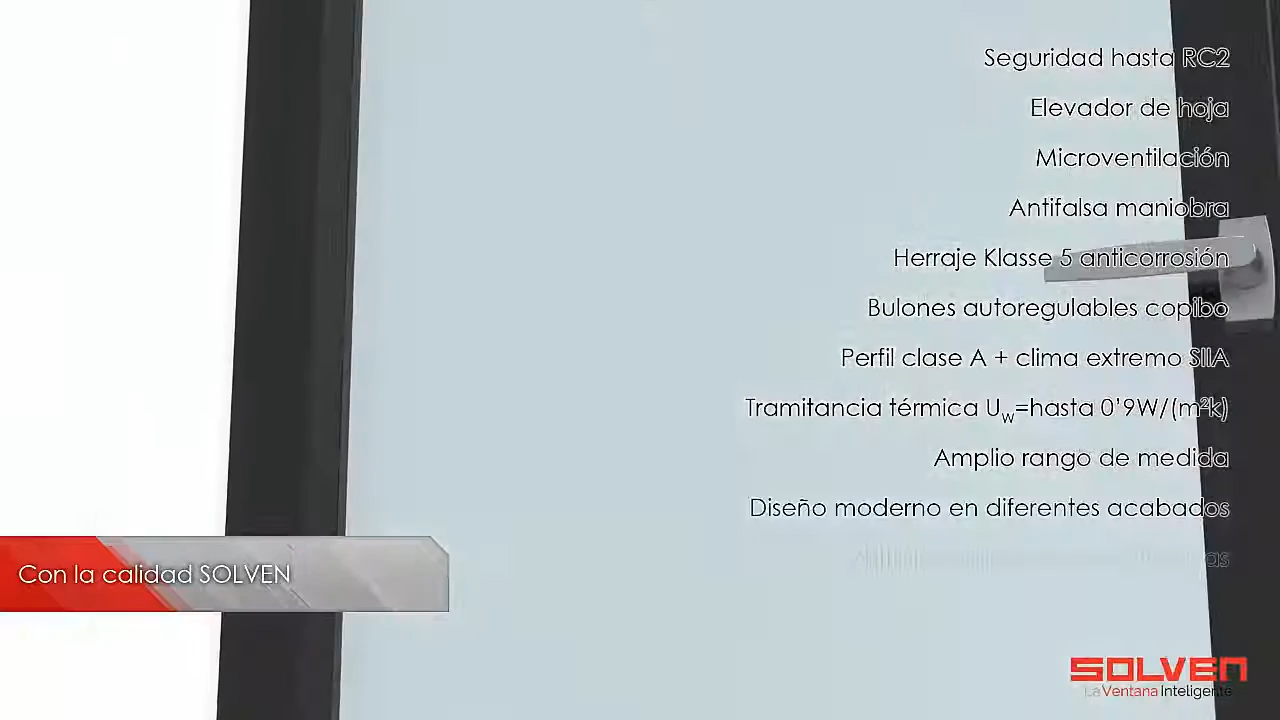 Seguridad hasta RC2
Elevador de hoja
Microventilación
Antifalsa maniobra
Herraje Klasse 5 anticorrosión
Bulones autoregulables copibo
Perfil clase A + clima extremo SIIA
Tramitancia térmica Uw=hasta 0'9W/(m²k)
Amplio rango de medida
Diseño moderno en diferentes acabados
Con la calidad SOLVEN
SOLVEN
La Ventana Inteligente